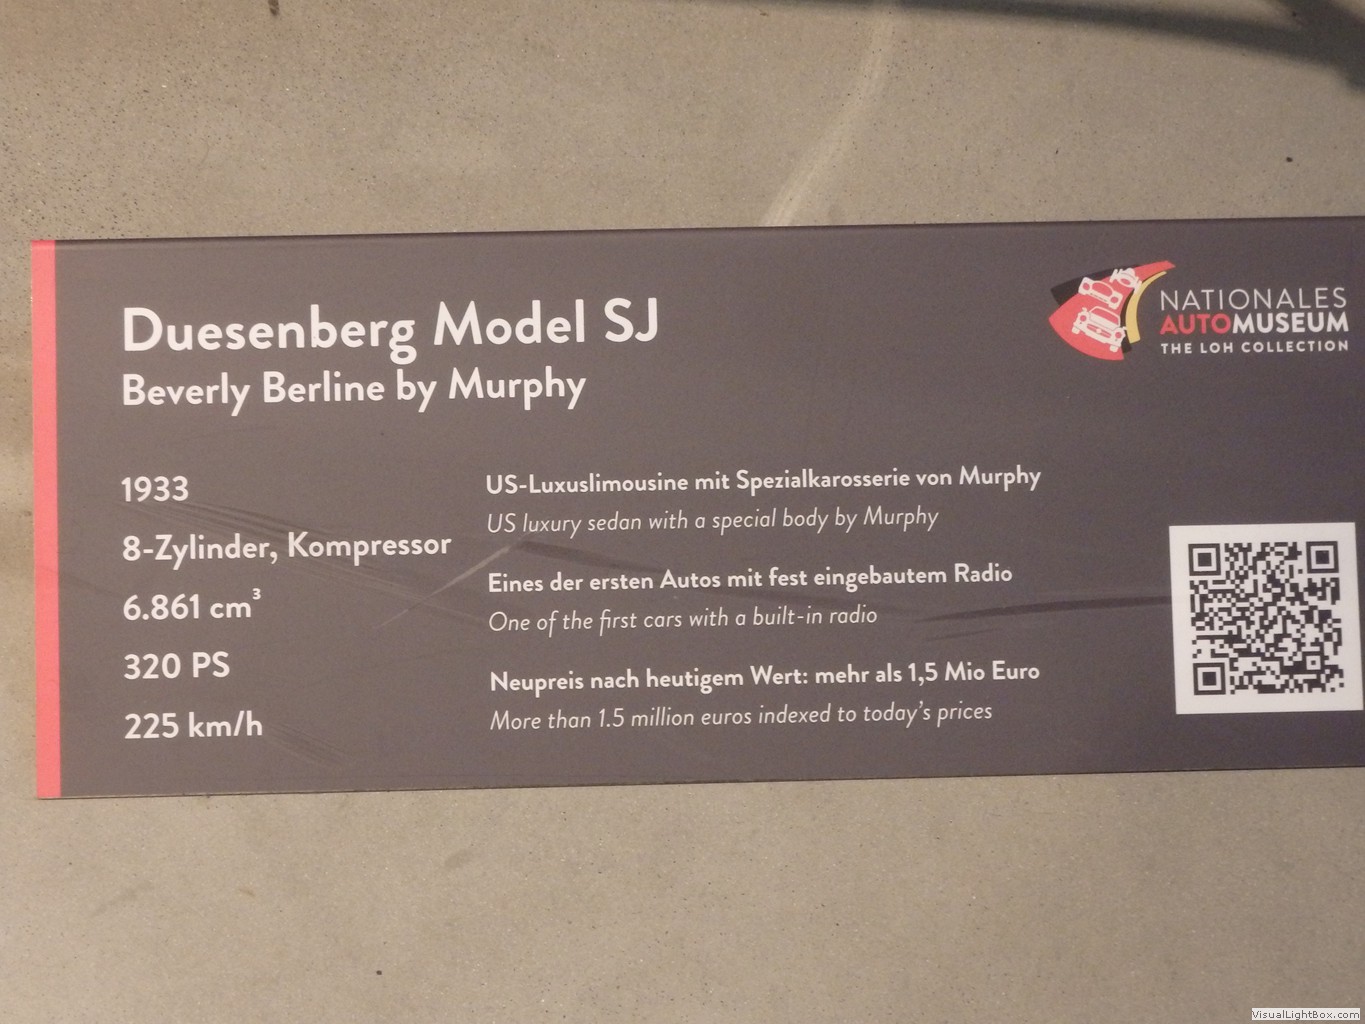 Duesenberg Model SJ
Beverly Berline by Murphy
NATIONALES
AUTOMUSEUM
THE LOH COLLECTION
1933
8-Zylinder, Kompressor
6.861 cm³
320 PS
225 km/h
US-Luxuslimousine mit Spezialkarosserie von Murphy
US luxury sedan with a special body by Murphy
Eines der ersten Autos mit fest eingebautem Radio
One of the first cars with a built-in radio
Neupreis nach heutigem Wert: mehr als 1,5 Mio Euro
More than 1.5 million euros indexed to today's prices
VisualLightBox.com